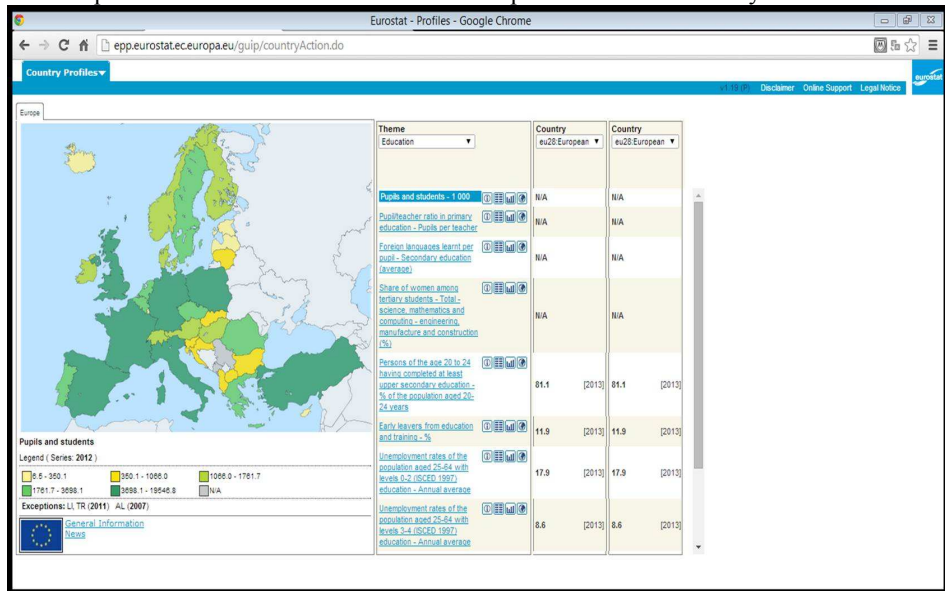 Eurostat - Profiles - Google Chrome
epp.eurostat.ec.europa.eu/guip/countryAction.do
Country Profiles
v1.19 (P) Disclaimer Online Support Legal Notice
eurostat
Europe
Theme
Education
Country
eu28:European
Country
eu28:European
Pupils and students - 1 000
N/A
N/A
Pupil/teacher ratio in primary
education - Pupils per teacher
N/A
N/A
Foreign languages learnt per
pupil - Secondary education
(average)
N/A
N/A
Share of women among
tertiary students - Total -
science, mathematics and
computing - engineering,
manufacture and construction
(%)
N/A
N/A
Persons of the age 20 to 24
having completed at least
upper secondary education -
% of the population aged 20-
24 years
81.1 [2013]
81.1 [2013]
Early leavers from education
and training - %
11.9 [2013]
11.9 [2013]
Unemployment rates of the
population aged 25-64 with
levels 0-2 (ISCED 1997)
education - Annual average
17.9 [2013]
17.9 [2013]
Unemployment rates of the
population aged 25-64 with
levels 3-4 (ISCED 1997)
education - Annual average
8.6 [2013]
8.6 [2013]
Pupils and students
Legend ( Series: 2012 )
6.5 - 350.1
350.1 - 1066.0
1066.0 - 1761.7
1761.7 - 3698.1
3698.1 - 19546.8
N/A
Exceptions: LI, TR (2011) AL (2007)
General Information
News